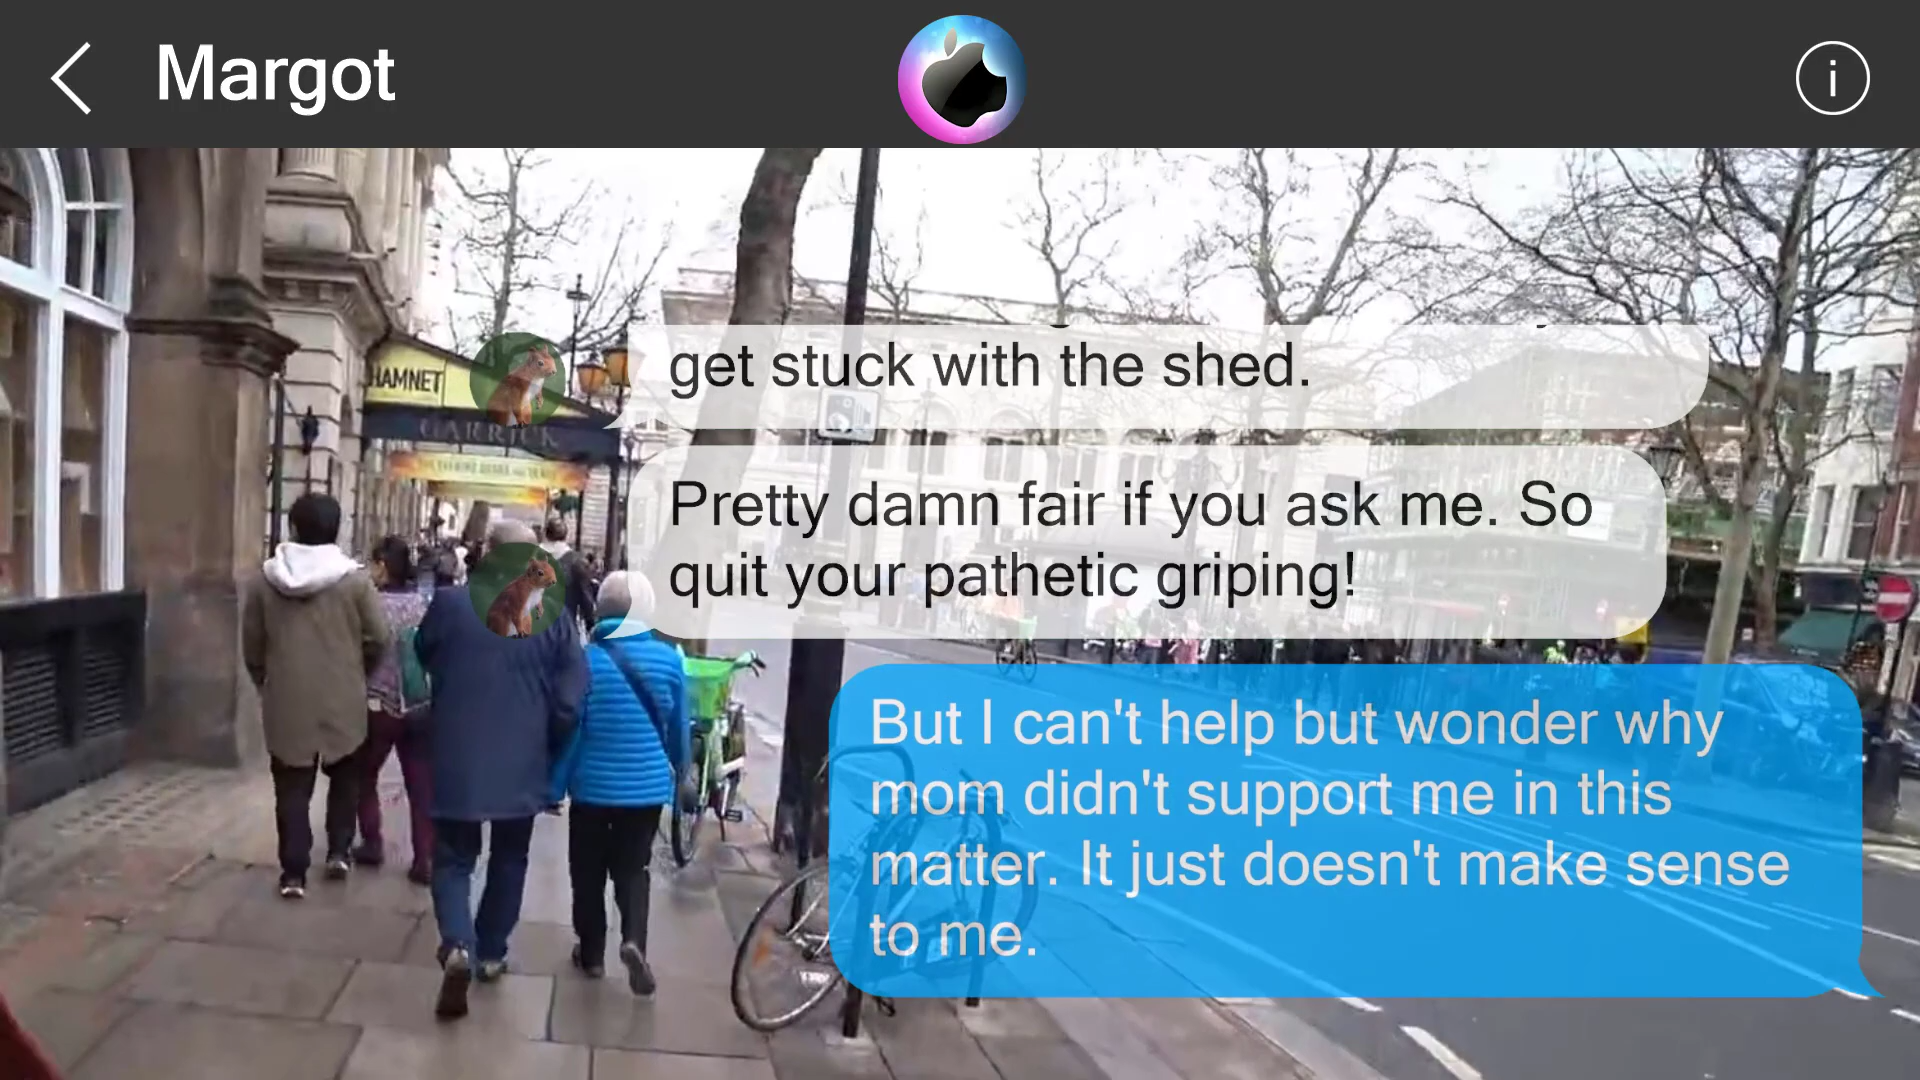 Margot
i
HAMNET
GARRICK
get stuck with the shed.
Pretty damn fair if you ask me. So
quit your pathetic griping!
But I can't help but wonder why
mom didn't support me in this
matter. It just doesn't make sense
to me.